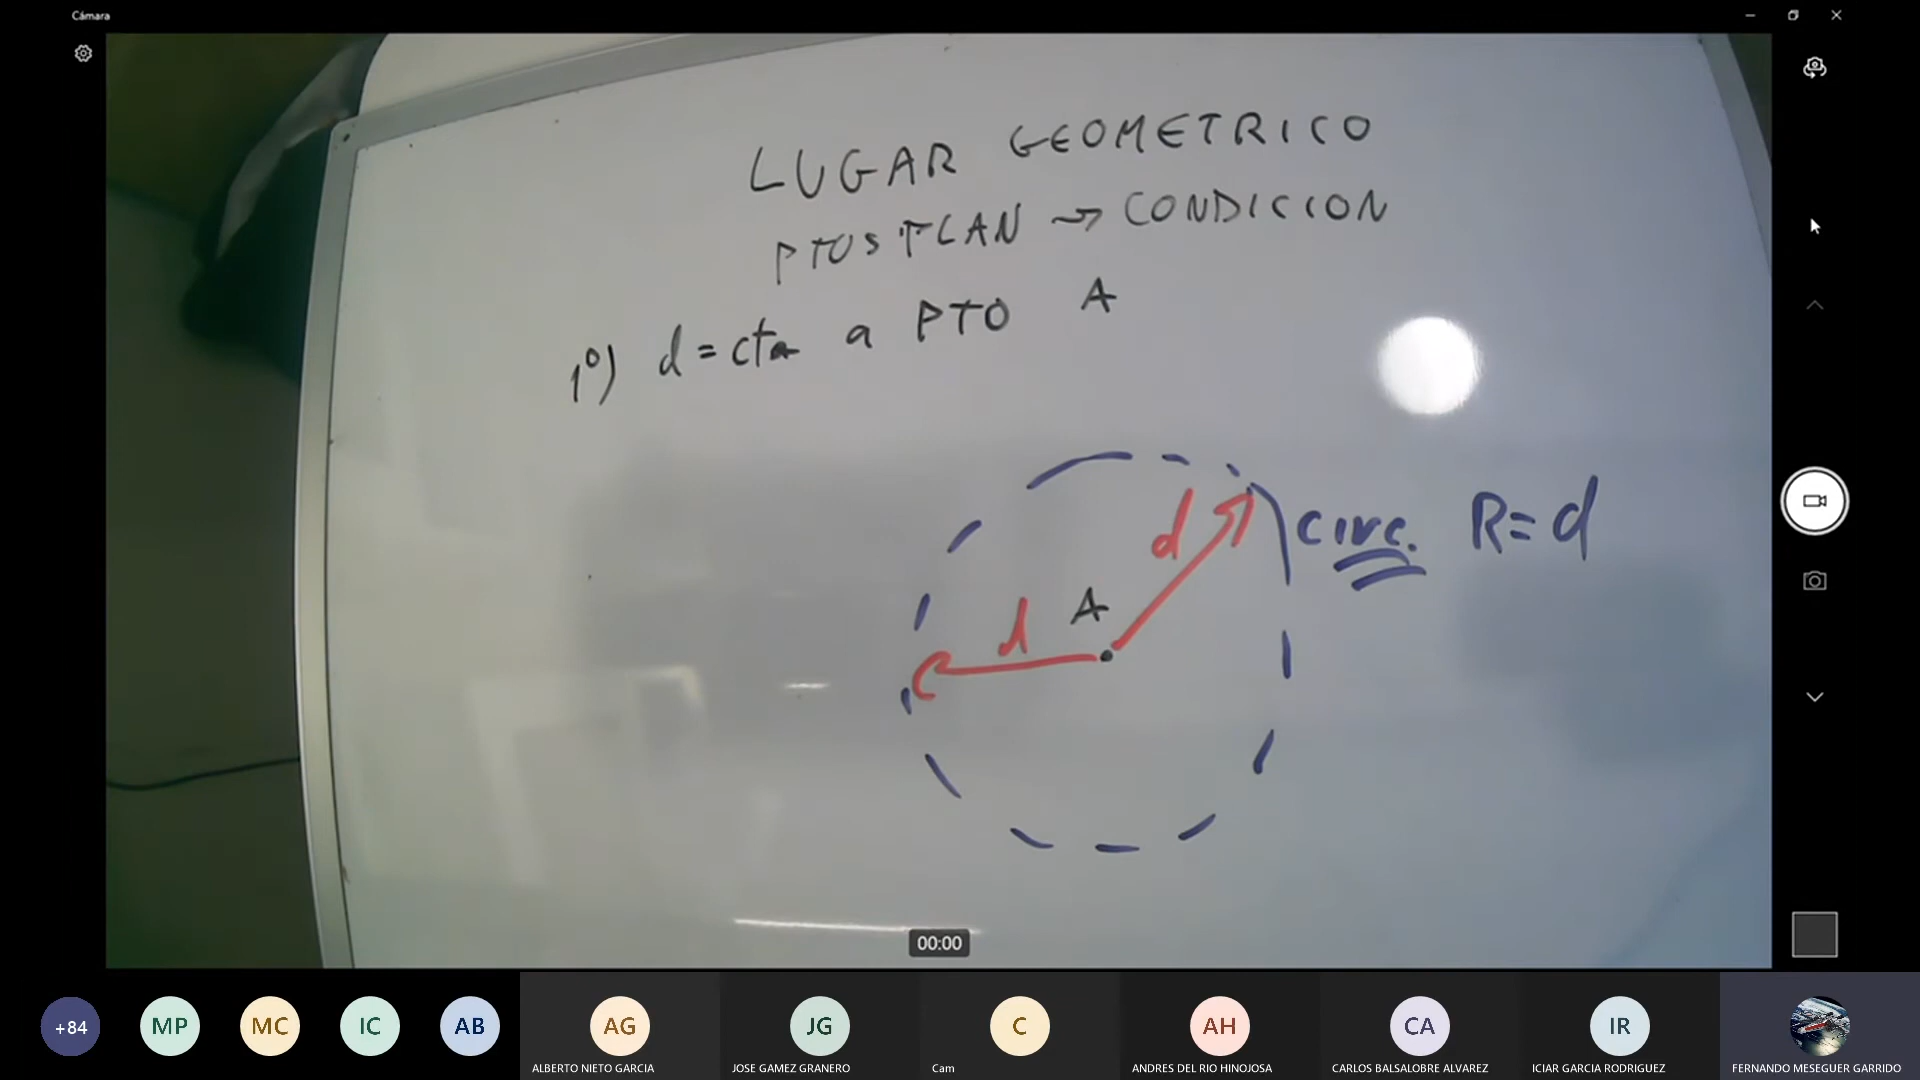 Cámara
LUGAR GEOMETRICO
PTOS PLAN → CONDICION
1º) d = cta a PTO A
d
circ. R=d
A
d
00:00
+84
MP
MC
IC
AB
AG
JG
C
AH
CA
IR
ALBERTO NIETO GARCIA
JOSE GAMEZ GRANERO
Cam
ANDRES DEL RIO HINOJOSA
CARLOS BALSALOBRE ALVAREZ
ICIAR GARCIA RODRIGUEZ
FERNANDO MESEGUER GARRIDO